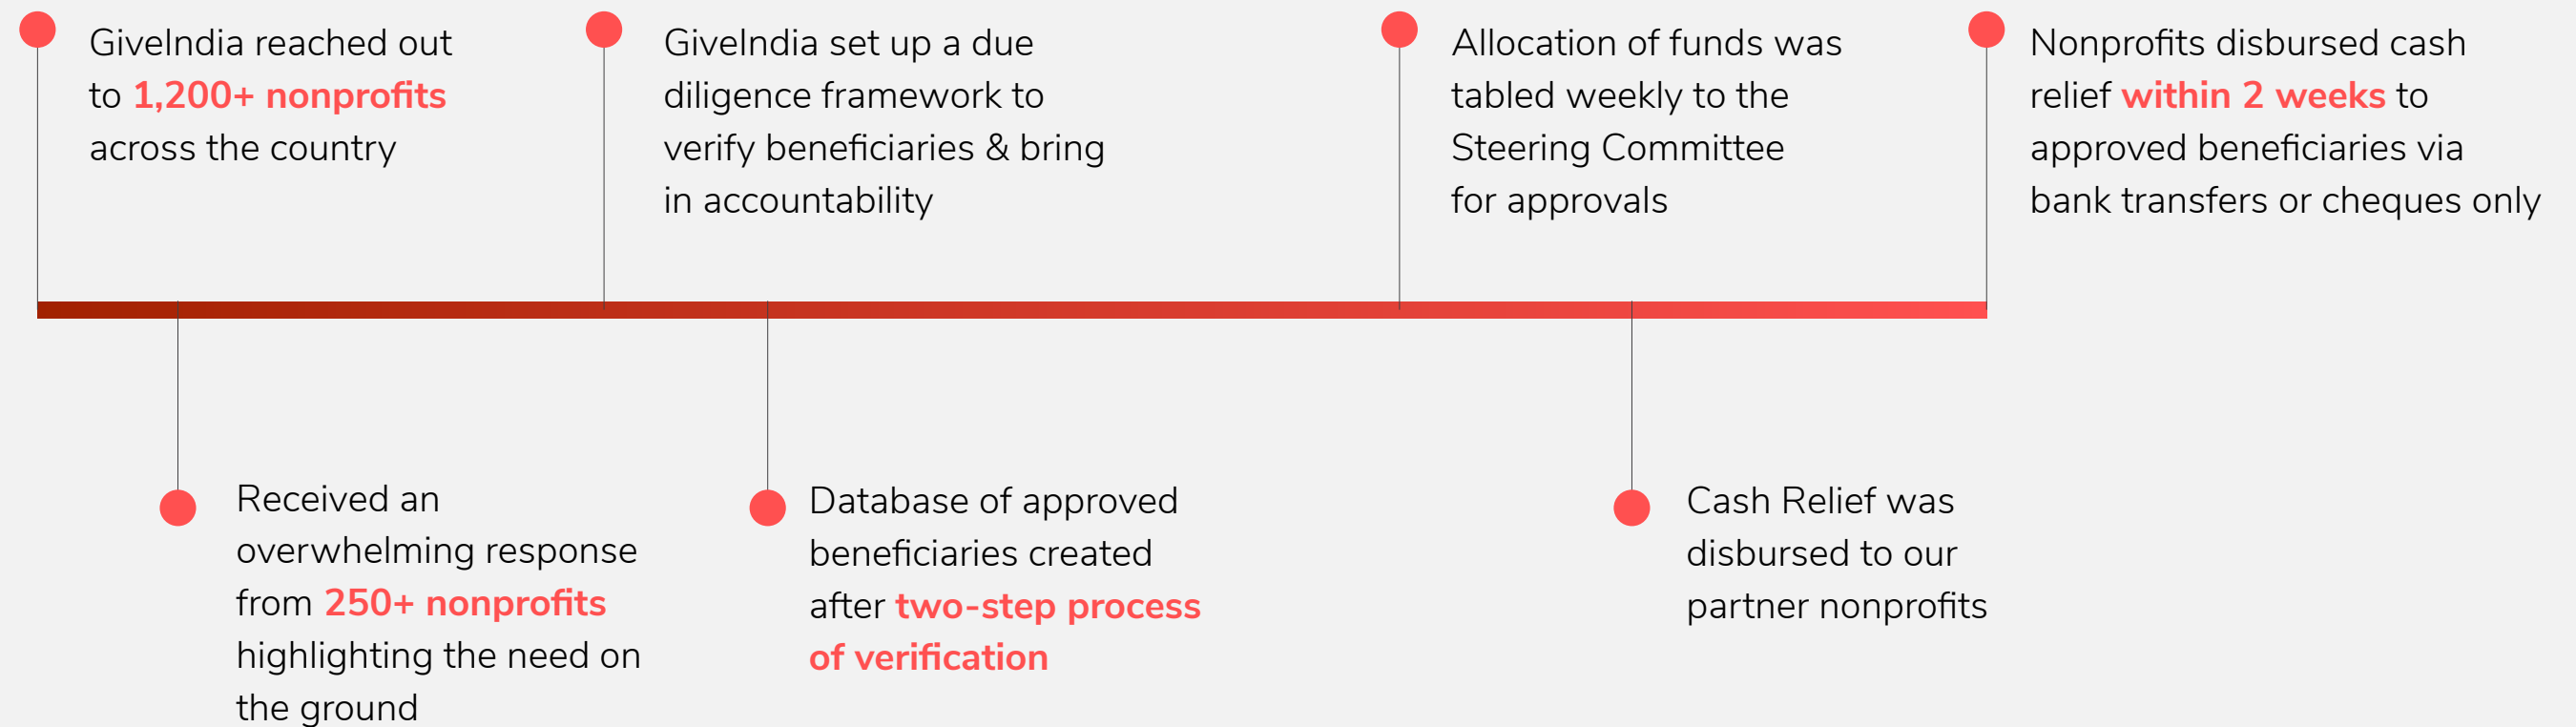 GiveIndia reached out
to 1,200+ nonprofits
across the country
Received an
overwhelming response
from 250+ nonprofits
highlighting the need on
the ground
GiveIndia set up a due
diligence framework to
verify beneficiaries & bring
in accountability
Database of approved
beneficiaries created
after two-step process
of verification
Allocation of funds was
tabled weekly to the
Steering Committee
for approvals
Cash Relief was
disbursed to our
partner nonprofits
Nonprofits disbursed cash
relief within 2 weeks to
approved beneficiaries via
bank transfers or cheques only